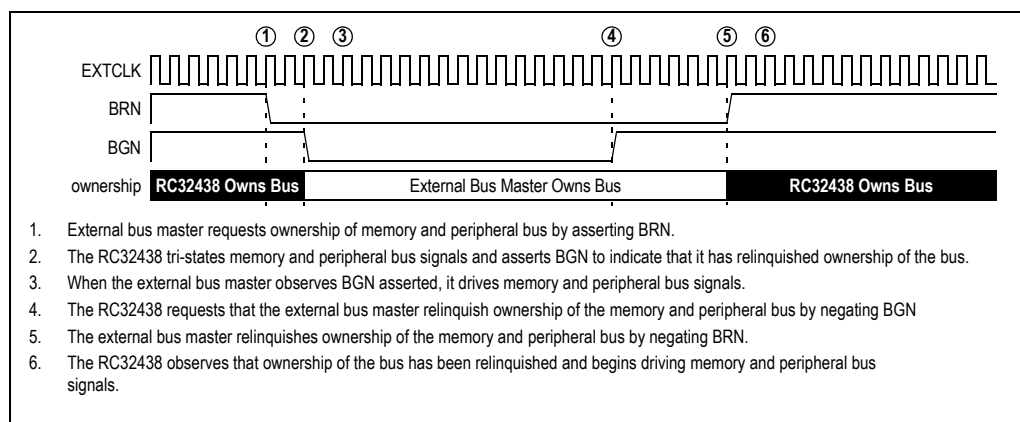 ① ② ③ ④ ⑤ ⑥
EXTCLK
BRN
BGN
ownership RC32438 Owns Bus External Bus Master Owns Bus RC32438 Owns Bus
1. External bus master requests ownership of memory and peripheral bus by asserting BRN.
2. The RC32438 tri-states memory and peripheral bus signals and asserts BGN to indicate that it has relinquished ownership of the bus.
3. When the external bus master observes BGN asserted, it drives memory and peripheral bus signals.
4. The RC32438 requests that the external bus master relinquish ownership of the memory and peripheral bus by negating BGN
5. The external bus master relinquishes ownership of the memory and peripheral bus by negating BRN.
6. The RC32438 observes that ownership of the bus has been relinquished and begins driving memory and peripheral bus
signals.